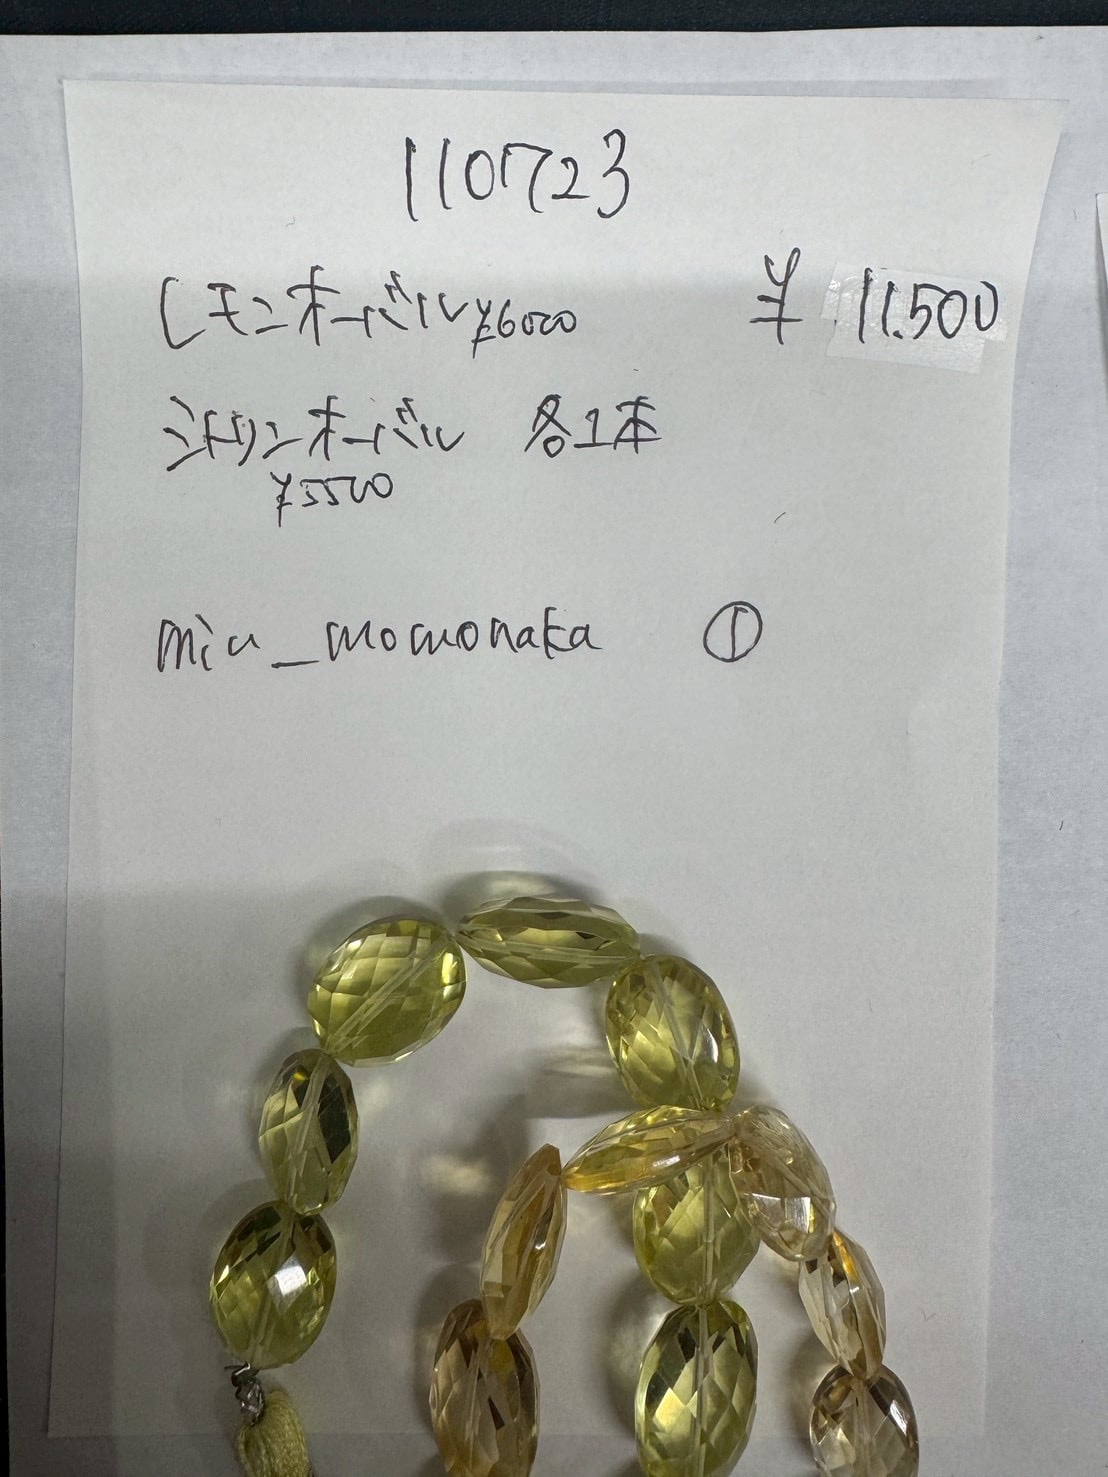 110723
レモンオーバル¥6000 ¥11.500
シトリンオーバル 各1本
¥5500
miu_momonaka ①